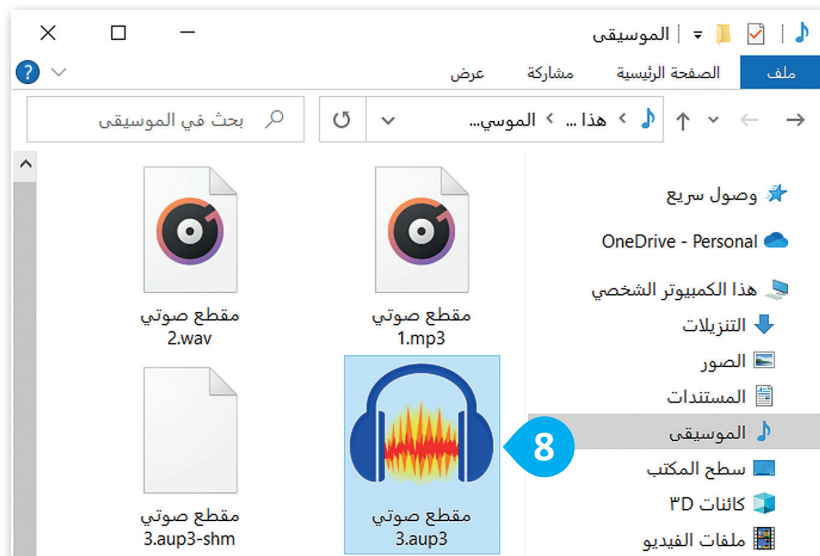 الموسيقى
ملف الصفحة الرئيسية مشاركة عرض
?
هذا ... الموسي...
بحث في الموسيقى
وصول سريع
OneDrive - Personal
هذا الكمبيوتر الشخصي
التنزيلات
الصور
المستندات
الموسيقى
سطح المكتب
كائنات ٣D
ملفات الفيديو
مقطع صوتي
1.mp3
مقطع صوتي
2.wav
8
مقطع صوتي
3.aup3
مقطع صوتي
3.aup3-shm